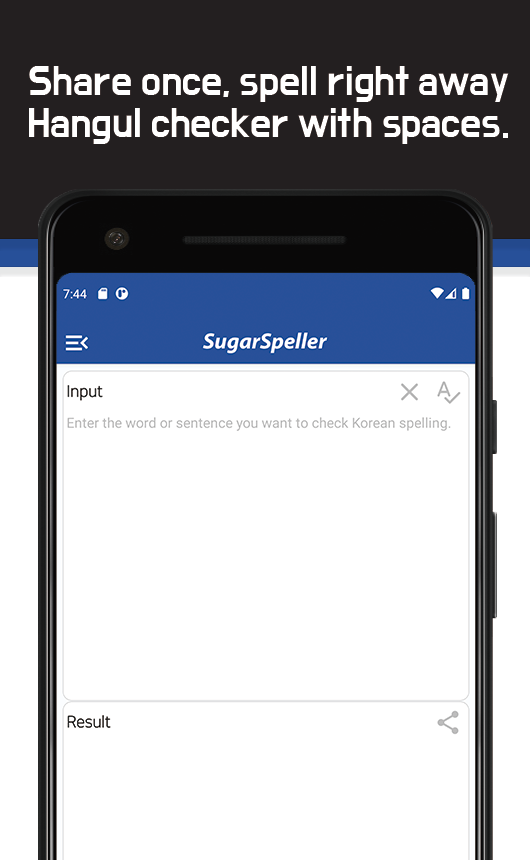 Share once, spell right away
Hangul checker with spaces.
7:44
SugarSpeller
Input
Enter the word or sentence you want to check Korean spelling.
Result